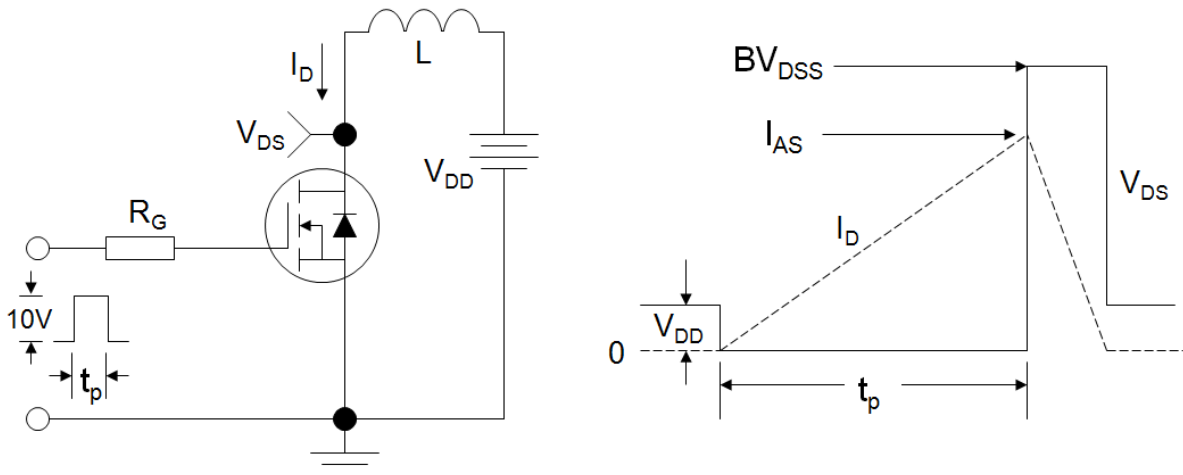 L
I_D
V_DS
V_DD
R_G
10V
t_p
BV_DSS
I_AS
V_DS
I_D
V_DD
0
t_p